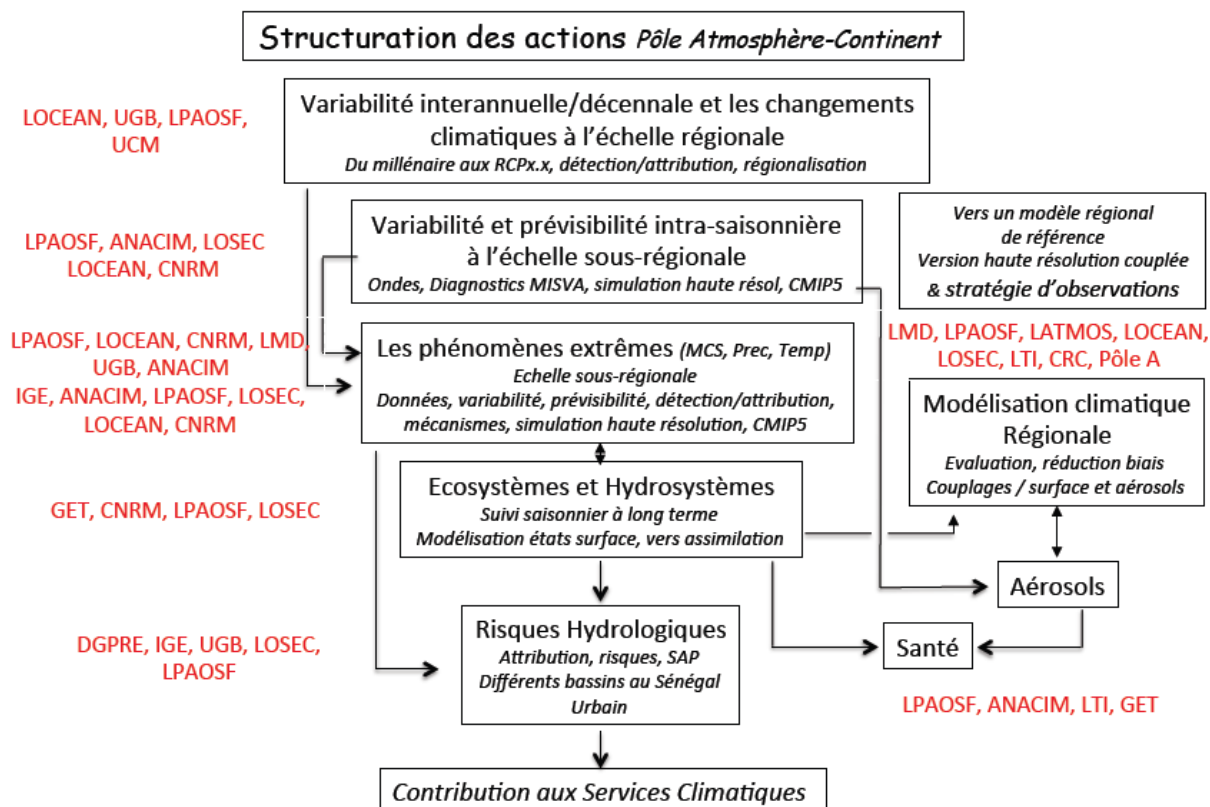 Structuration des actions Pôle Atmosphère-Continent
LOCEAN, UGB, LPAOSF,
UCM
Variabilité interannuelle/décennale et les changements
climatiques à l'échelle régionale
Du millénaire aux RCPx.x, détection/attribution, régionalisation
LPAOSF, ANACIM, LOSEC
LOCEAN, CNRM
Variabilité et prévisibilité intra-saisonnière
à l'échelle sous-régionale
Ondes, Diagnostics MISVA, simulation haute résol, CMIP5
Vers un modèle régional
de référence
Version haute résolution couplée
& stratégie d'observations
LPAOSF, LOCEAN, CNRM, LMD,
UGB, ANACIM
IGE, ANACIM, LPAOSF, LOSEC,
LOCEAN, CNRM
Les phénomènes extrêmes (MCS, Prec, Temp)
Echelle sous-régionale
Données, variabilité, prévisibilité, détection/attribution,
mécanismes, simulation haute résolution, CMIP5
LMD, LPAOSF, LATMOS, LOCEAN,
LOSEC, LTI, CRC, Pôle A
Modélisation climatique
Régionale
Evaluation, réduction biais
Couplages / surface et aérosols
GET, CNRM, LPAOSF, LOSEC
Ecosystèmes et Hydrosystèmes
Suivi saisonnier à long terme
Modélisation états surface, vers assimilation
Aérosols
DGPRE, IGE, UGB, LOSEC,
LPAOSF
Risques Hydrologiques
Attribution, risques, SAP
Différents bassins au Sénégal
Urbain
Santé
LPAOSF, ANACIM, LTI, GET
Contribution aux Services Climatiques